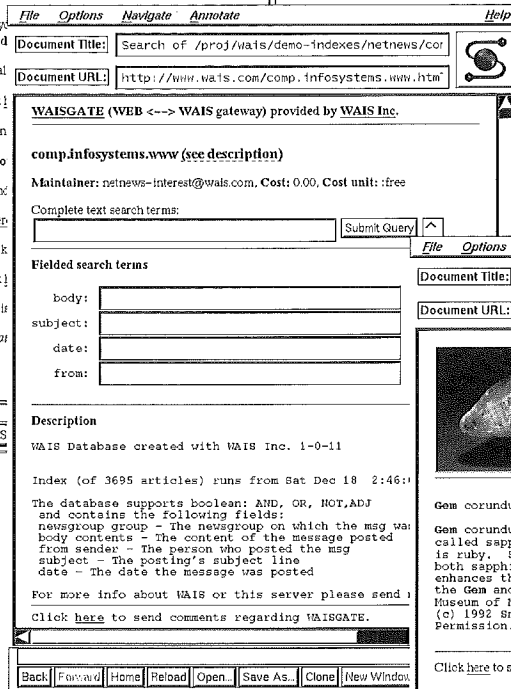 File Options Navigate Annotate Help
Document Title: Search of /proj/wais/demo-indexes/netnews/cor
Document URL: http://www.wais.com/comp.infosystems.www.htm
WAISGATE (WEB <--> WAIS gateway) provided by WAIS Inc.
comp.infosystems.www (see description)
Maintainer: netnews-interest@wais.com, Cost: 0.00, Cost unit: :free
Complete text search terms:
Submit Query
Fielded search terms
body:
subject:
date:
from:
Description
WAIS Database created with WAIS Inc. 1-0-11
Index (of 3695 articles) runs from Sat Dec 18 2:46:
The database supports boolean: AND, OR, NOT,ADJ
and contains the following fields:
newsgroup group - The newsgroup on which the msg was
body contents - The content of the message posted
from sender - The person who posted the msg
subject - The posting's subject line
date - The date the message was posted
For more info about WAIS or this server please send
Click here to send comments regarding WAISGATE.
Back Forward Home Reload Open... Save As... Clone New Window
File Options
Document Title:
Document URL:
Gem corundu
Gem corundu
called sapp
is ruby. S
both sapphi
enhances th
the Gem and
Museum of N
(c) 1992 Sm
Permission.
Click here to s